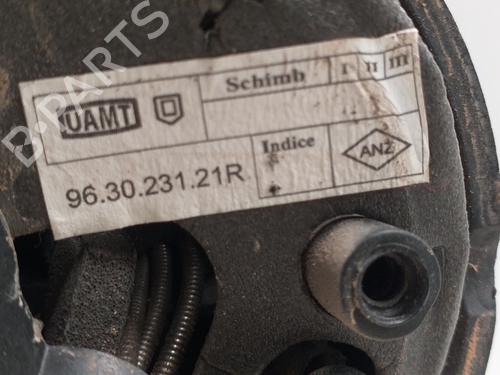 UAMT
Schimb I II III
96.30.231.21R
Indice
ANZ
B-PARTS